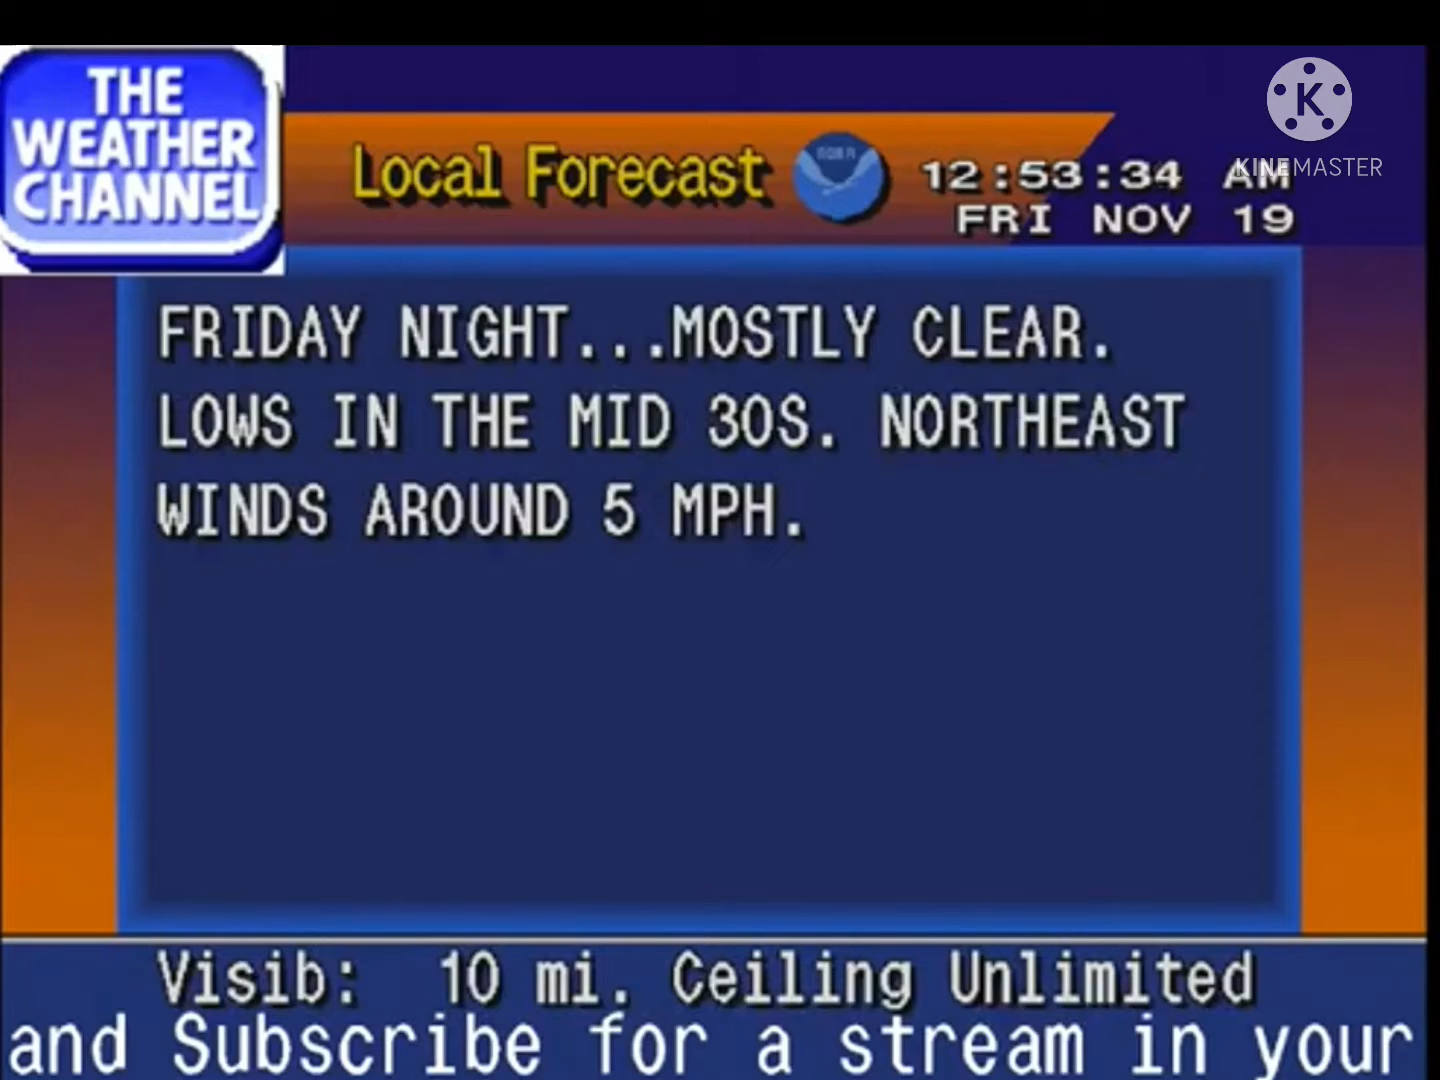 THE
WEATHER
CHANNEL
Local Forecast
NOAA
12:53:34 AM
FRI NOV 19
K
KINEMASTER
FRIDAY NIGHT...MOSTLY CLEAR.
LOWS IN THE MID 30S. NORTHEAST
WINDS AROUND 5 MPH.
Visib: 10 mi. Ceiling Unlimited
and Subscribe for a stream in your